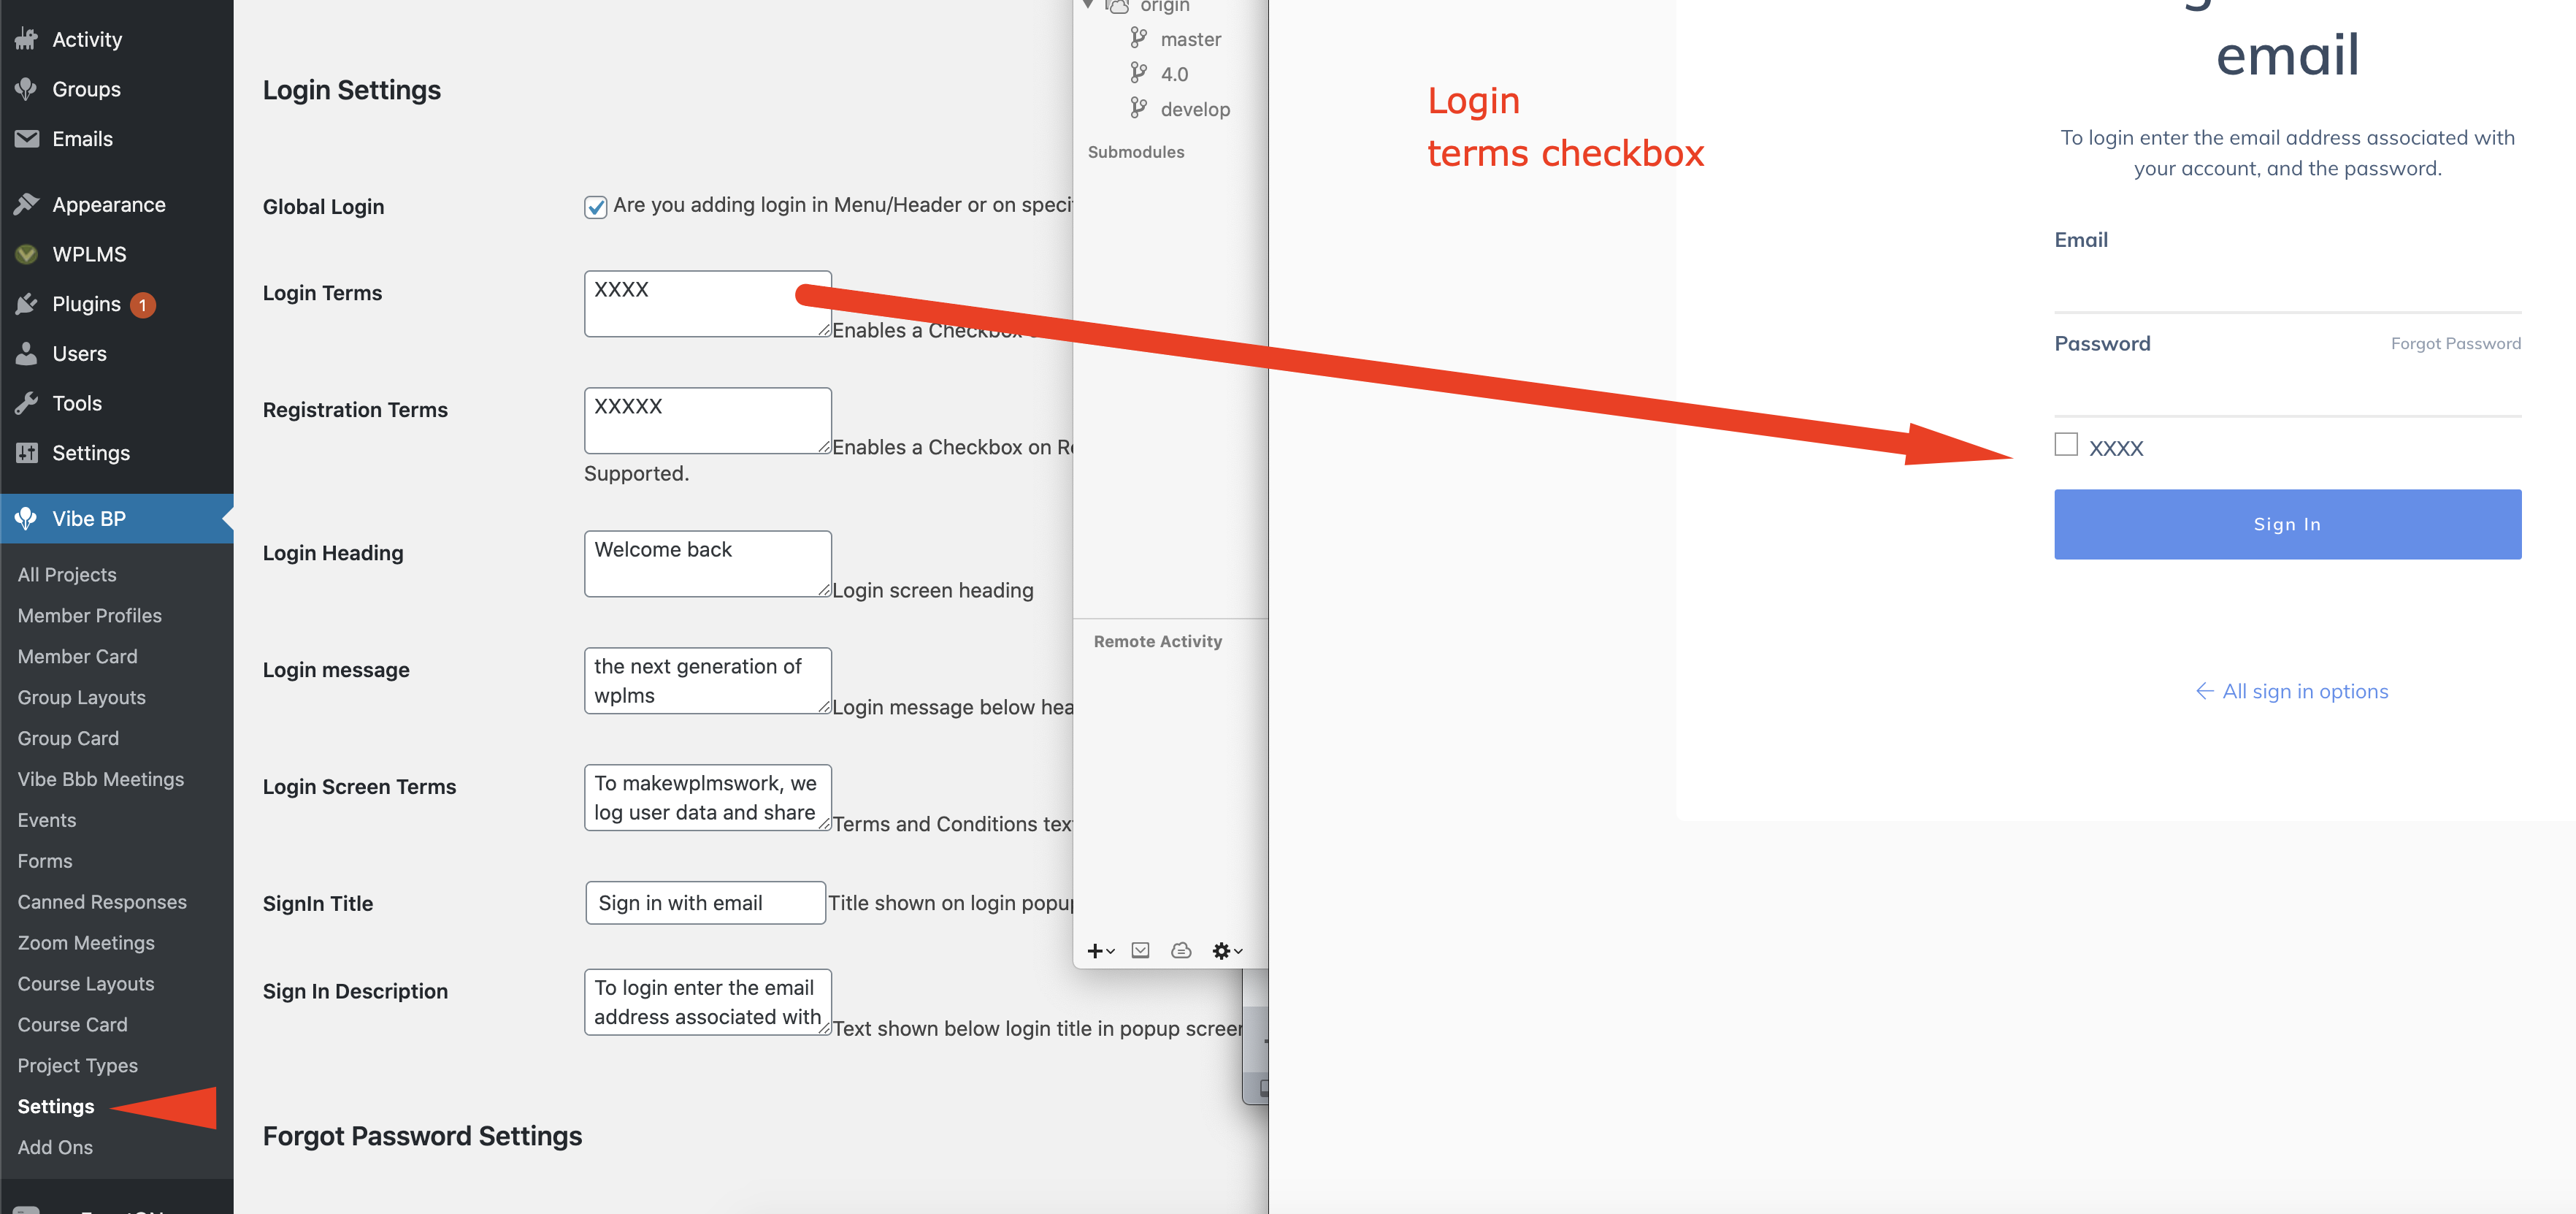 Activity
Groups
Emails
Appearance
WPLMS
Plugins 1
Users
Tools
Settings
Vibe BP
All Projects
Member Profiles
Member Card
Group Layouts
Group Card
Vibe Bbb Meetings
Events
Forms
Canned Responses
Zoom Meetings
Course Layouts
Course Card
Project Types
Settings
Add Ons
Login Settings
Global Login
Are you adding login in Menu/Header or on
Login Terms
XXXX
Enables a Checkbox
Registration Terms
XXXXX
Enables a Checkbox on
Supported.
Login Heading
Welcome back
Login screen heading
Login message
the next generation of
wplms
Login message below
Login Screen Terms
To makewplmswork, we
log user data and share
Terms and Conditions
SignIn Title
Sign in with email
Title shown on login
Sign In Description
To login enter the email
address associated with
Text shown below login title in popup
Forgot Password Settings
origin
master
4.0
develop
Submodules
Remote Activity
Login
terms checkbox
email
To login enter the email address associated with
your account, and the password.
Email
Password
Forgot Password
XXXX
Sign In
← All sign in options